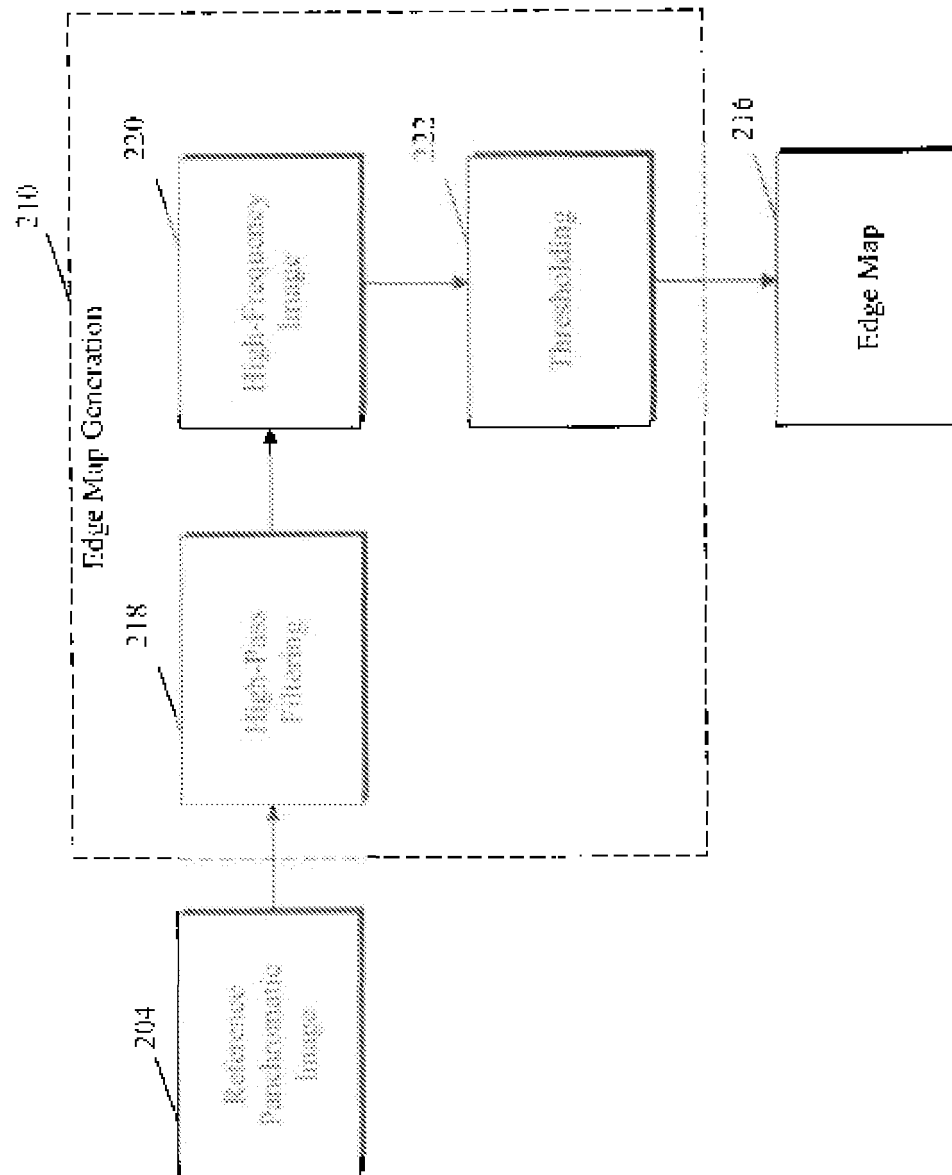 210
Edge Map Generation
204
Reference
Panchromatic
Image
218
High-Pass
Filtering
220
High-Frequency
Image
222
Thresholding
216
Edge Map